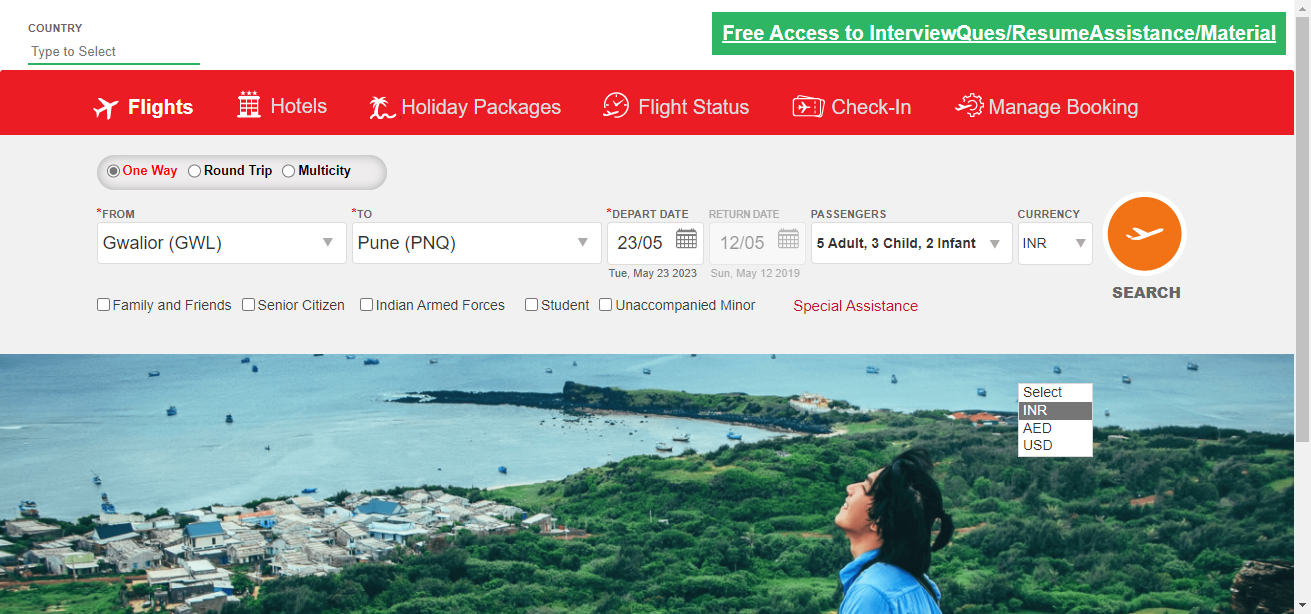 COUNTRY
Type to Select
Free Access to InterviewQues/ResumeAssistance/Material
Flights Hotels Holiday Packages Flight Status Check-In Manage Booking
One Way Round Trip Multicity
*FROM *TO *DEPART DATE RETURN DATE PASSENGERS CURRENCY
Gwalior (GWL) Pune (PNQ) 23/05 12/05 5 Adult, 3 Child, 2 Infant INR
Tue, May 23 2023 Sun, May 12 2019
SEARCH
Family and Friends Senior Citizen Indian Armed Forces Student Unaccompanied Minor Special Assistance
Select
INR
AED
USD